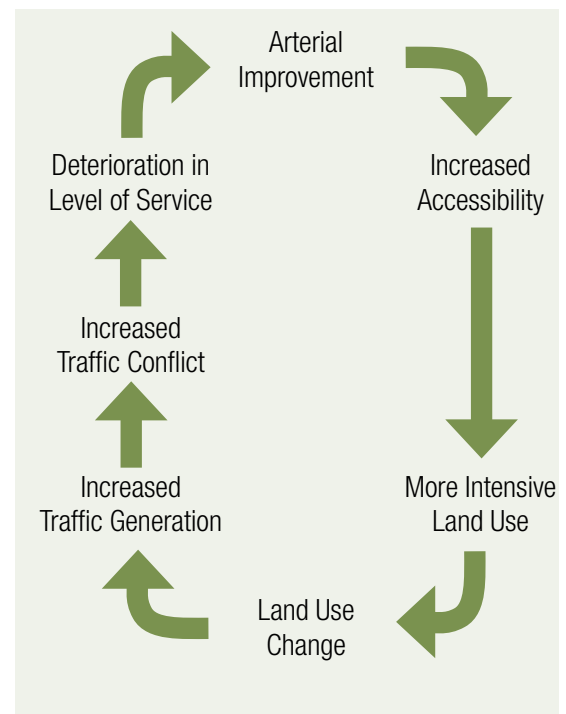 Arterial
Improvement
Increased
Accessibility
More Intensive
Land Use
Land Use
Change
Increased
Traffic Generation
Increased
Traffic Conflict
Deterioration in
Level of Service